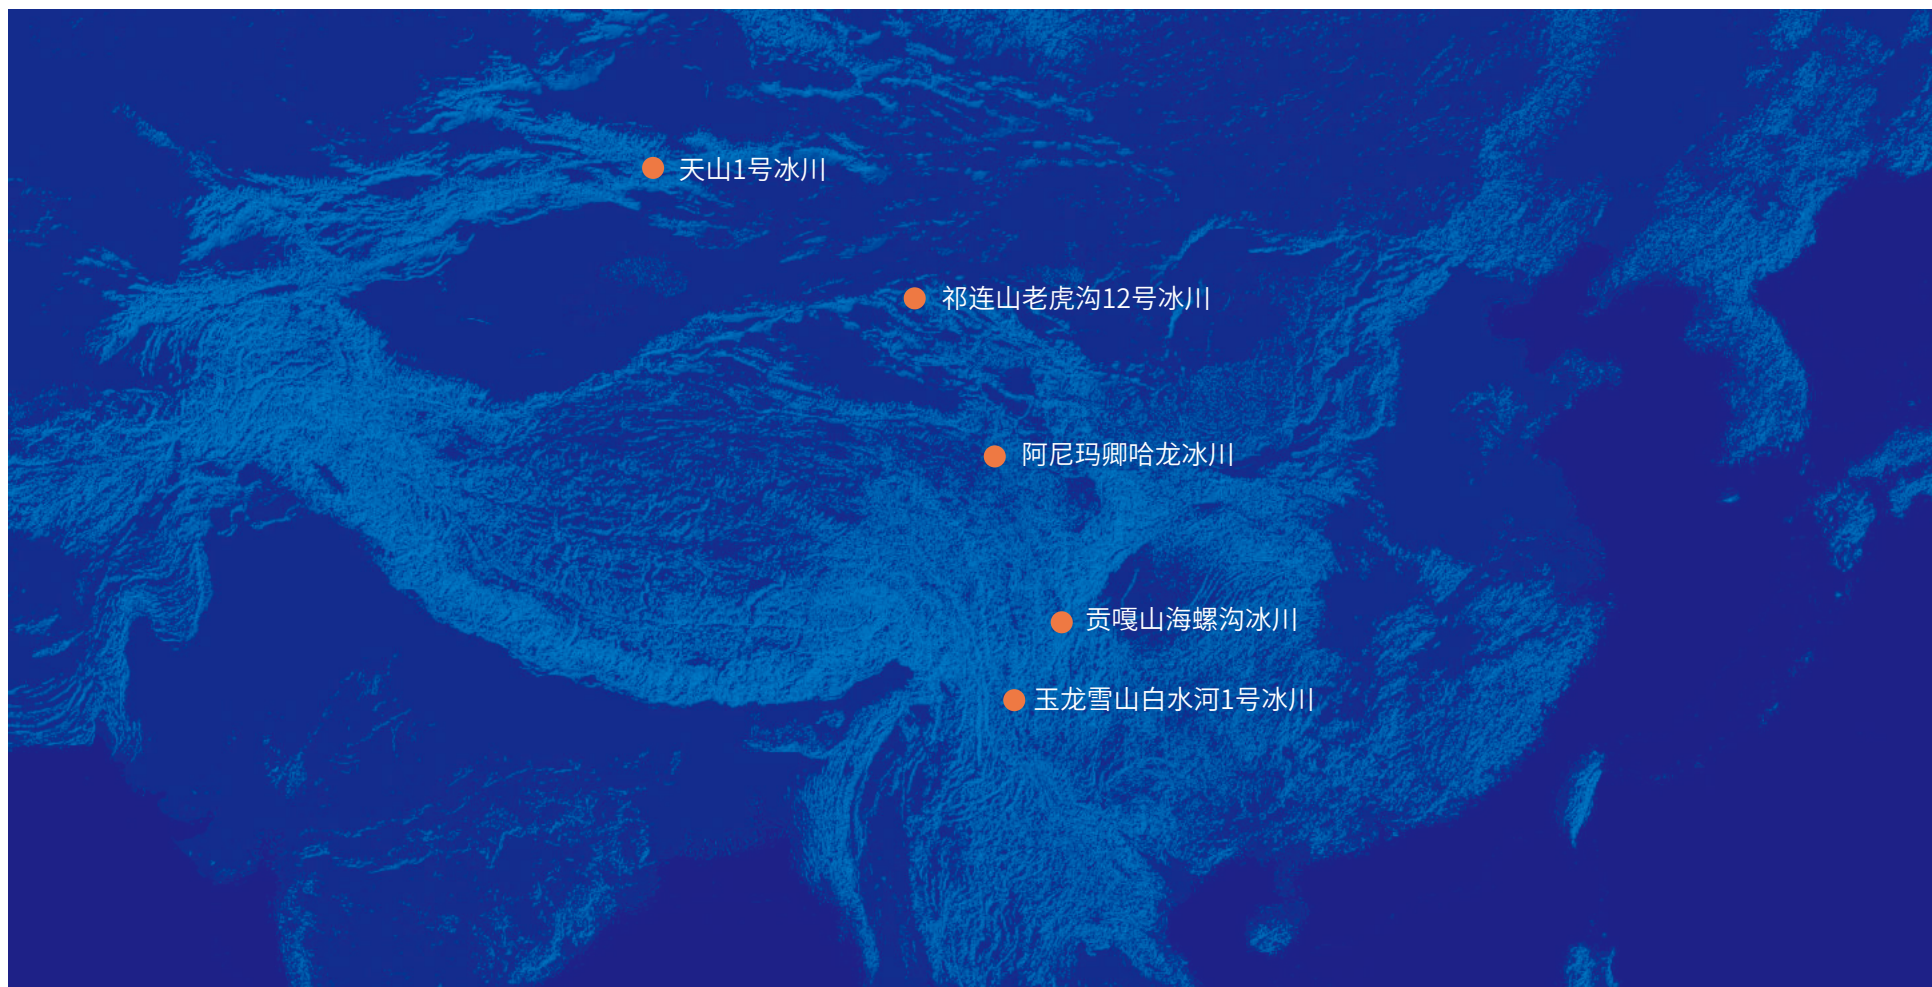 天山1号冰川
祁连山老虎沟12号冰川
阿尼玛卿哈龙冰川
贡嘎山海螺沟冰川
玉龙雪山白水河1号冰川